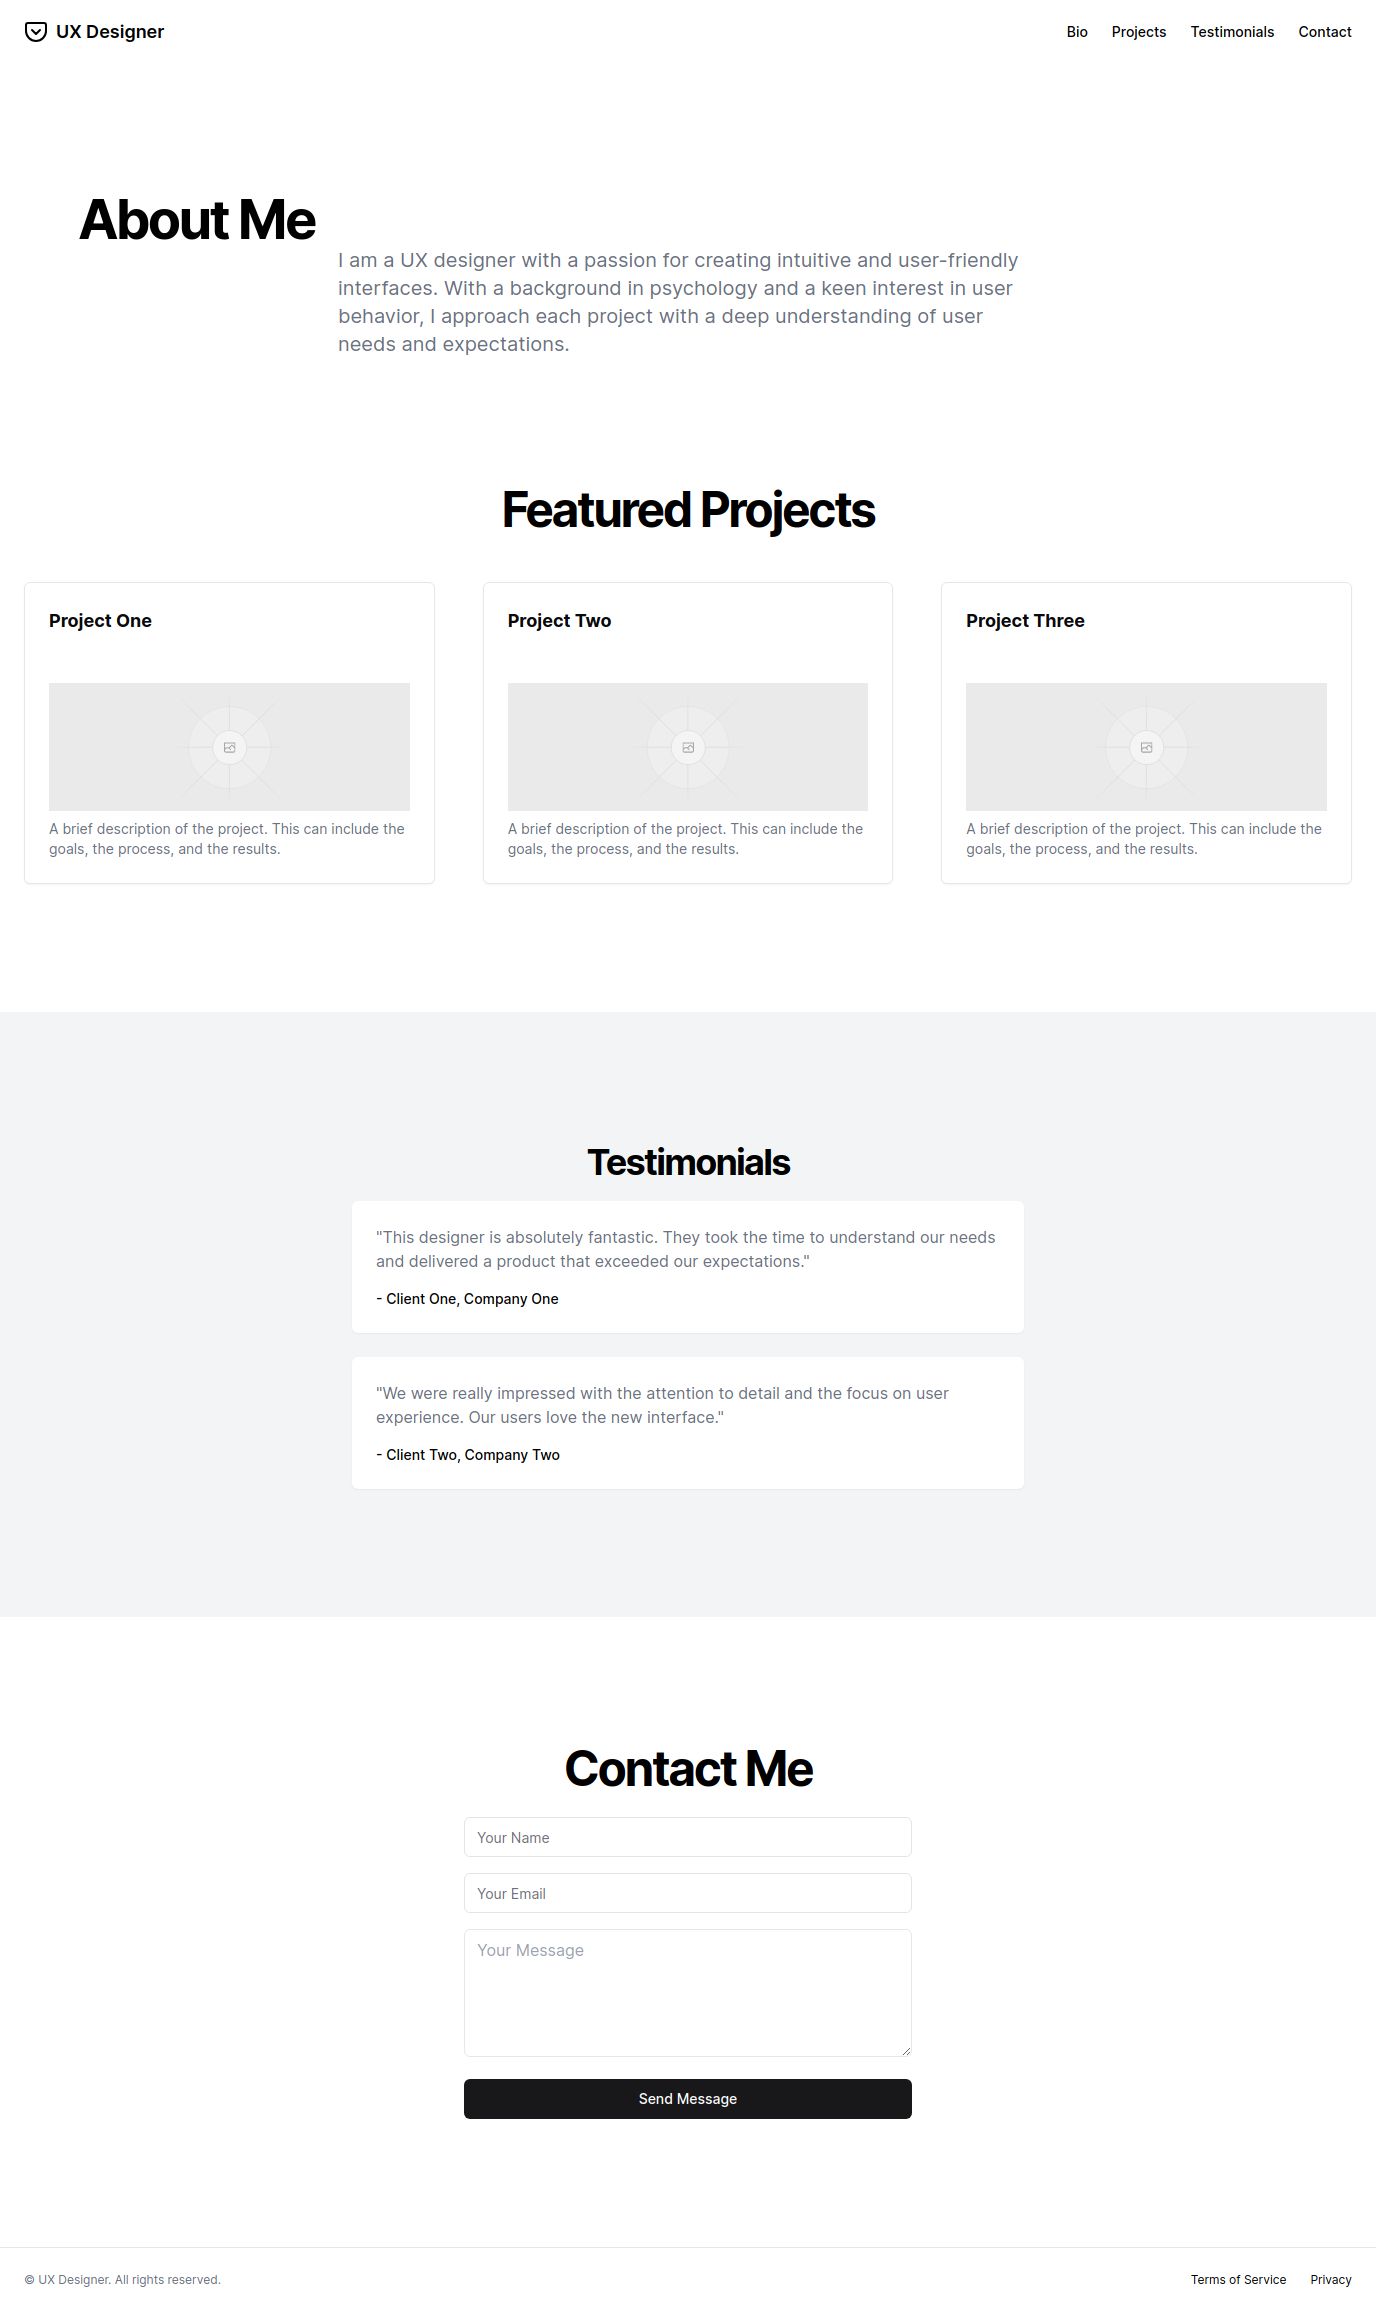 UX Designer
Bio
Projects
Testimonials
Contact
About Me
I am a UX designer with a passion for creating intuitive and user-friendly
interfaces. With a background in psychology and a keen interest in user
behavior, I approach each project with a deep understanding of user
needs and expectations.
Featured Projects
Project One
A brief description of the project. This can include the
goals, the process, and the results.
Project Two
A brief description of the project. This can include the
goals, the process, and the results.
Project Three
A brief description of the project. This can include the
goals, the process, and the results.
Testimonials
"This designer is absolutely fantastic. They took the time to understand our needs
and delivered a product that exceeded our expectations."
- Client One, Company One
"We were really impressed with the attention to detail and the focus on user
experience. Our users love the new interface."
- Client Two, Company Two
Contact Me
Your Name
Your Email
Your Message
Send Message
© UX Designer. All rights reserved.
Terms of Service
Privacy